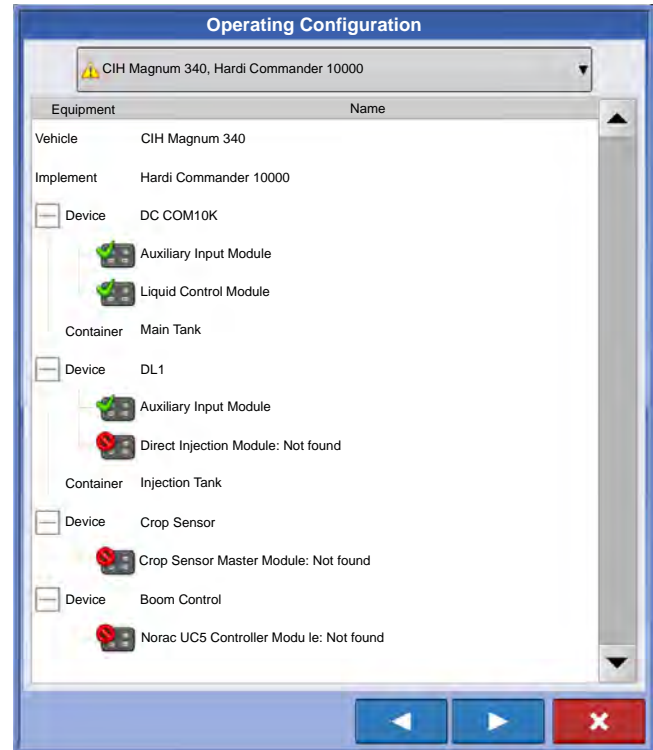 Operating Configuration
CIH Magnum 340, Hardi Commander 10000
Equipment Name
Vehicle CIH Magnum 340
Implement Hardi Commander 10000
Device DC COM10K
Auxiliary Input Module
Liquid Control Module
Container Main Tank
Device DL1
Auxiliary Input Module
Direct Injection Module: Not found
Container Injection Tank
Device Crop Sensor
Crop Sensor Master Module: Not found
Device Boom Control
Norac UC5 Controller Modu le: Not found